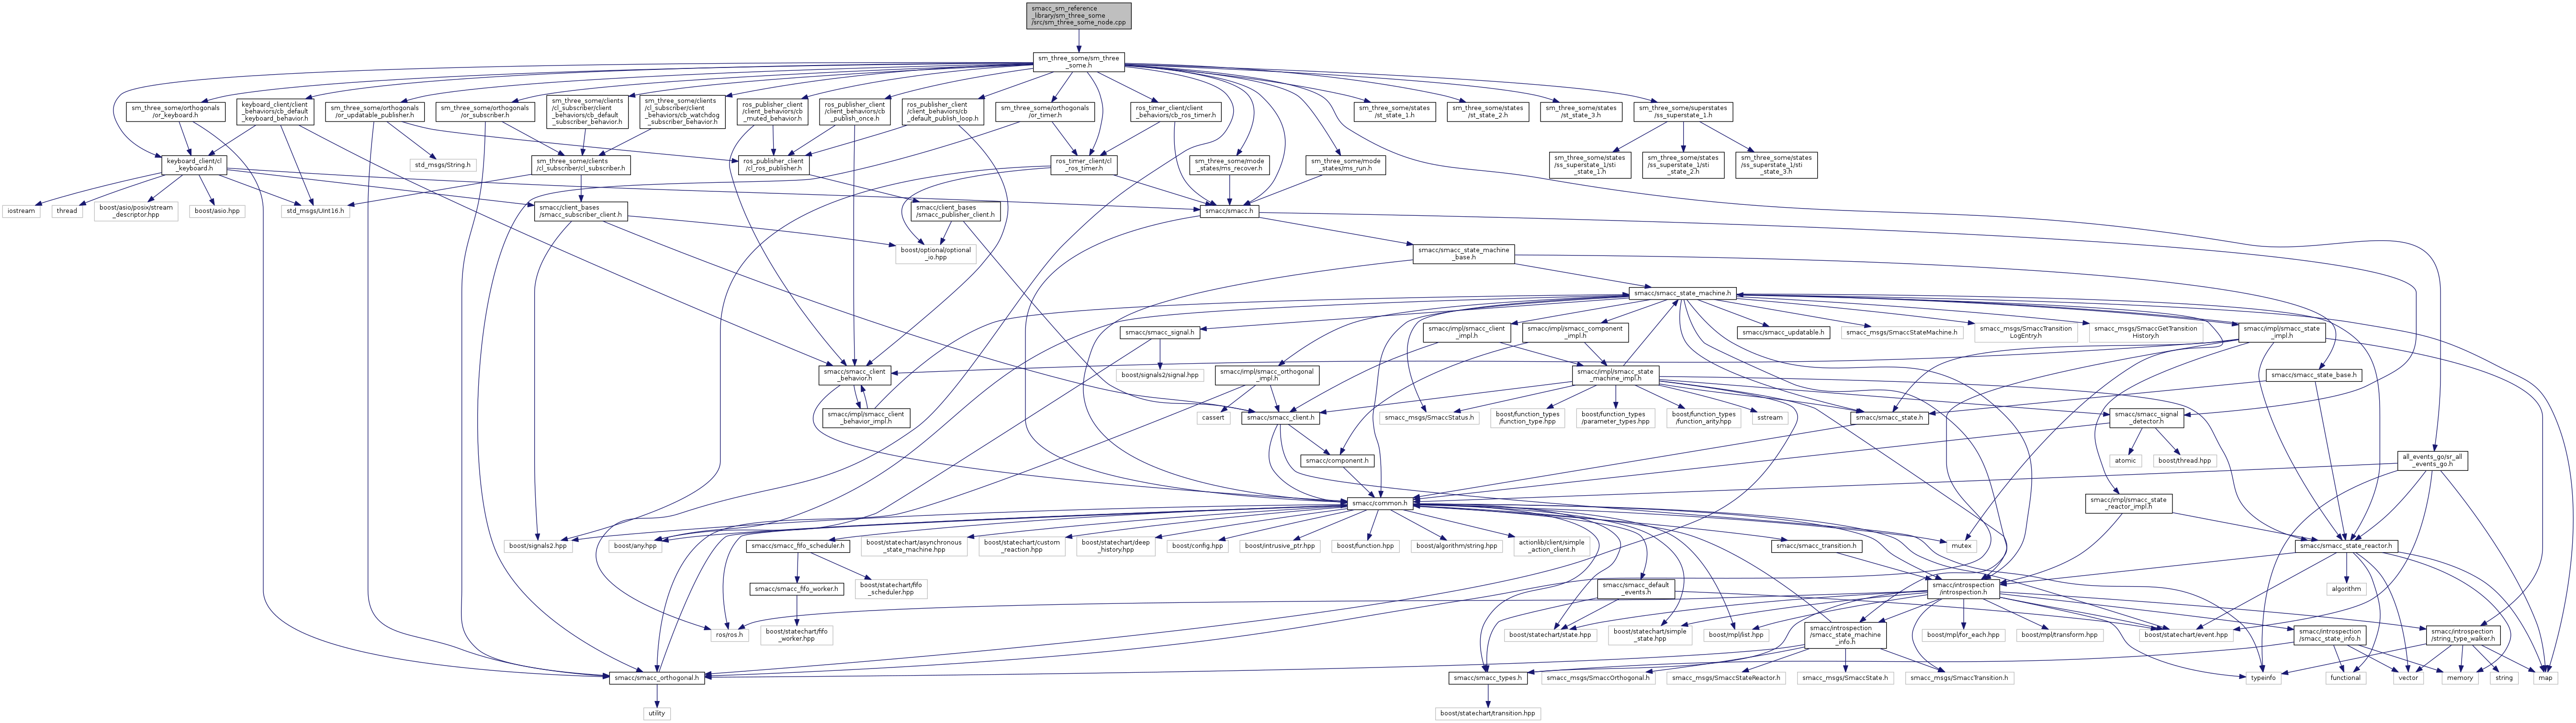 smacc_sm_reference
_library/sm_three_some
/src/sm_three_some_node.cpp
sm_three_some/sm_three
_some.h
sm_three_some/orthogonals
/or_keyboard.h
keyboard_client/client
_behaviors/cb_default
_keyboard_behavior.h
sm_three_some/orthogonals
/or_updatable_publisher.h
sm_three_some/orthogonals
/or_subscriber.h
sm_three_some/clients
/cl_subscriber/client
_behaviors/cb_default
_subscriber_behavior.h
sm_three_some/clients
/cl_subscriber/client
_behaviors/cb_watchdog
_subscriber_behavior.h
ros_publisher_client
/client_behaviors/cb
_muted_behavior.h
ros_publisher_client
/client_behaviors/cb
_publish_once.h
ros_publisher_client
/client_behaviors/cb
_default_publish_loop.h
sm_three_some/orthogonals
/or_timer.h
ros_timer_client/client
_behaviors/cb_ros_timer.h
sm_three_some/states
/st_state_1.h
sm_three_some/states
/st_state_2.h
sm_three_some/states
/st_state_3.h
sm_three_some/superstates
/ss_superstate_1.h
keyboard_client/cl
_keyboard.h
std_msgs/String.h
sm_three_some/clients
/cl_subscriber/cl_subscriber.h
ros_publisher_client
/cl_ros_publisher.h
ros_timer_client/cl
_ros_timer.h
sm_three_some/mode
_states/ms_recover.h
sm_three_some/mode
_states/ms_run.h
sm_three_some/states
/ss_superstate_1/sti
_state_1.h
sm_three_some/states
/ss_superstate_1/sti
_state_2.h
sm_three_some/states
/ss_superstate_1/sti
_state_3.h
iostream
thread
boost/asio/posix/stream
_descriptor.hpp
boost/asio.hpp
std_msgs/UInt16.h
smacc/client_bases
/smacc_subscriber_client.h
smacc/client_bases
/smacc_publisher_client.h
smacc/smacc.h
boost/optional/optional
_io.hpp
smacc/smacc_state_machine
_base.h
smacc/smacc_state_machine.h
smacc/smacc_signal.h
smacc/impl/smacc_client
_impl.h
smacc/impl/smacc_component
_impl.h
smacc/smacc_updatable.h
smacc_msgs/SmaccStateMachine.h
smacc_msgs/SmaccTransition
LogEntry.h
smacc_msgs/SmaccGetTransition
History.h
smacc/impl/smacc_state
_impl.h
smacc/smacc_client
_behavior.h
boost/signals2/signal.hpp
smacc/impl/smacc_orthogonal
_impl.h
smacc/impl/smacc_state
_machine_impl.h
smacc/smacc_state_base.h
smacc/impl/smacc_client
_behavior_impl.h
cassert
smacc/smacc_client.h
smacc_msgs/SmaccStatus.h
boost/function_types
/function_type.hpp
boost/function_types
/parameter_types.hpp
boost/function_types
/function_arity.hpp
sstream
smacc/smacc_state.h
smacc/smacc_signal
_detector.h
smacc/component.h
atomic
boost/thread.hpp
all_events_go/sr_all
_events_go.h
smacc/common.h
smacc/impl/smacc_state
_reactor_impl.h
boost/signals2.hpp
boost/any.hpp
smacc/smacc_fifo_scheduler.h
boost/statechart/asynchronous
_state_machine.hpp
boost/statechart/custom
_reaction.hpp
boost/statechart/deep
_history.hpp
boost/config.hpp
boost/intrusive_ptr.hpp
boost/function.hpp
boost/algorithm/string.hpp
actionlib/client/simple
_action_client.h
smacc/smacc_transition.h
mutex
smacc/smacc_state_reactor.h
smacc/smacc_fifo_worker.h
boost/statechart/fifo
_scheduler.hpp
smacc/smacc_default
_events.h
smacc/introspection
/introspection.h
algorithm
ros/ros.h
boost/statechart/fifo
_worker.hpp
boost/statechart/state.hpp
boost/statechart/simple
_state.hpp
boost/mpl/list.hpp
smacc/introspection
/smacc_state_machine
_info.h
boost/mpl/for_each.hpp
boost/mpl/transform.hpp
boost/statechart/event.hpp
smacc/introspection
/smacc_state_info.h
smacc/introspection
/string_type_walker.h
smacc/smacc_orthogonal.h
smacc/smacc_types.h
smacc_msgs/SmaccOrthogonal.h
smacc_msgs/SmaccStateReactor.h
smacc_msgs/SmaccState.h
smacc_msgs/SmaccTransition.h
typeinfo
functional
vector
memory
string
map
utility
boost/statechart/transition.hpp